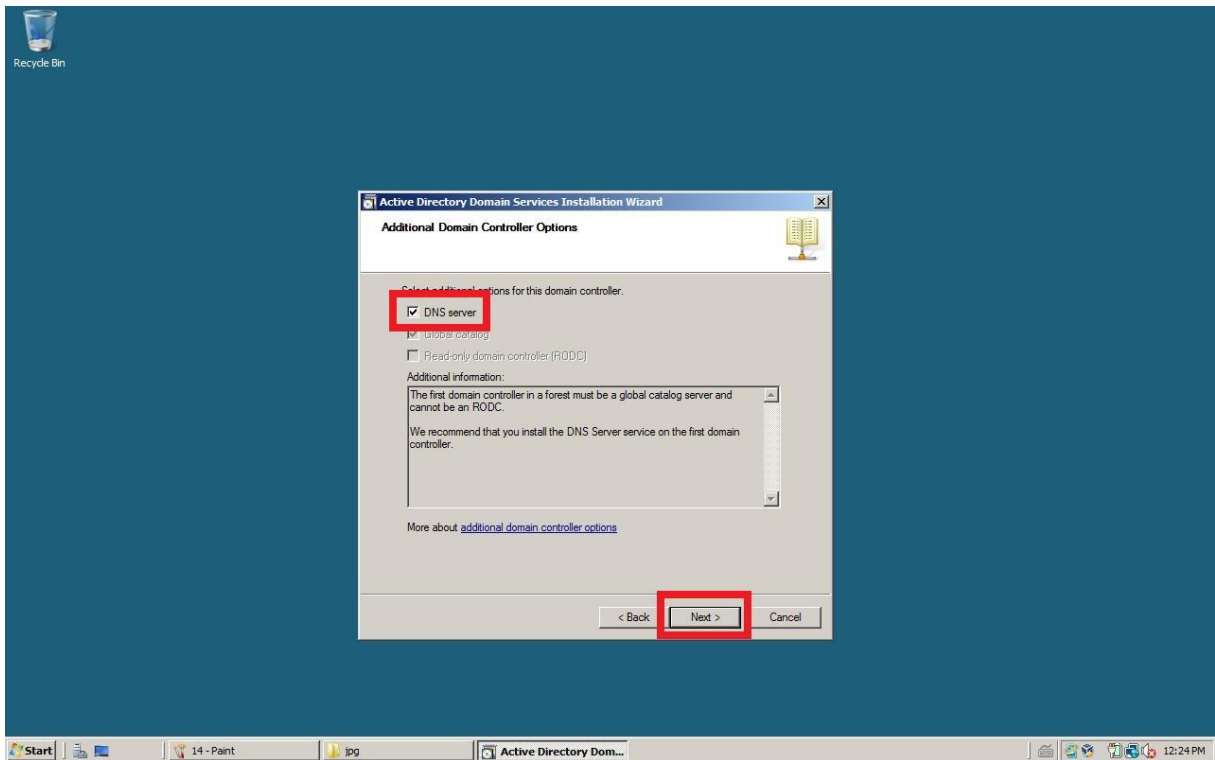 Recycle Bin
Active Directory Domain Services Installation Wizard
Additional Domain Controller Options
Select additional options for this domain controller.
DNS server
Global catalog
Read-only domain controller (RODC)
Additional information:
The first domain controller in a forest must be a global catalog server and
cannot be an RODC.
We recommend that you install the DNS Server service on the first domain
controller.
More about additional domain controller options
< Back Next > Cancel
Start 14 - Paint jpg Active Directory Dom... 12:24 PM